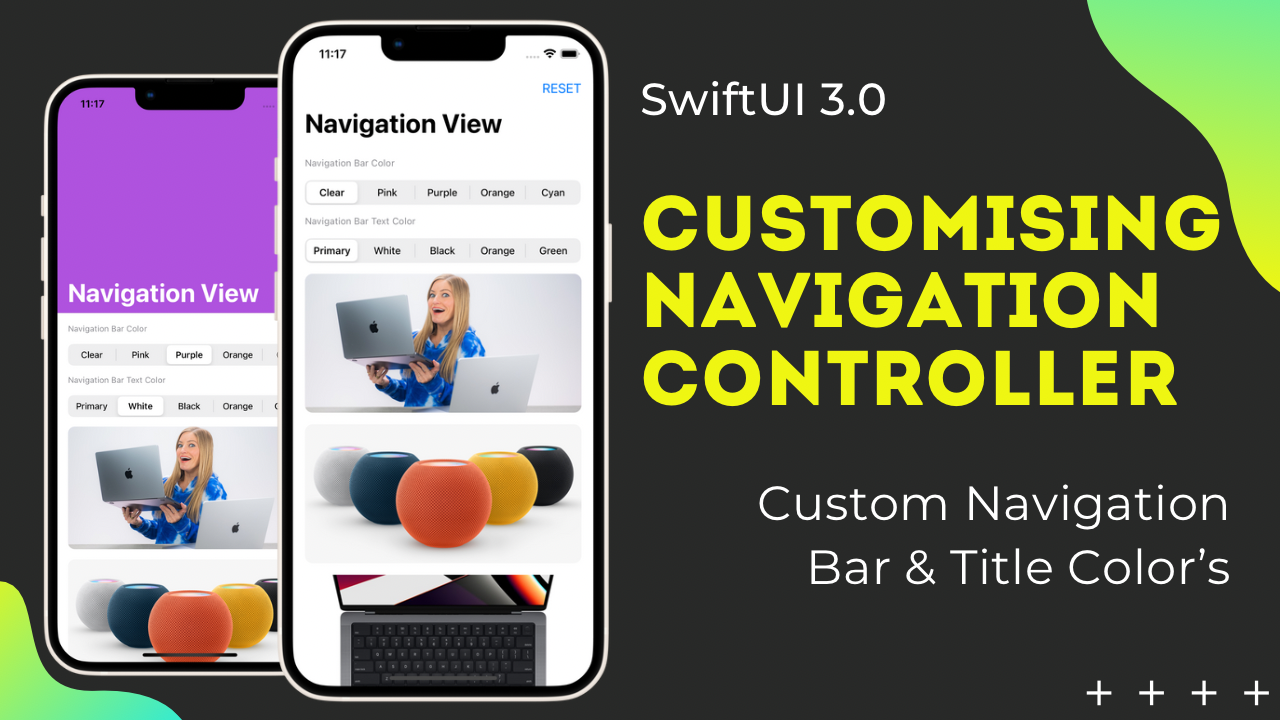 11:17
Navigation View
Navigation Bar Color
Clear Pink Purple Orange
Navigation Bar Text Color
Primary White Black Orange
11:17
RESET
Navigation View
Navigation Bar Color
Clear Pink Purple Orange Cyan
Navigation Bar Text Color
Primary White Black Orange Green
SwiftUI 3.0
CUSTOMISING
NAVIGATION
CONTROLLER
Custom Navigation
Bar & Title Color’s